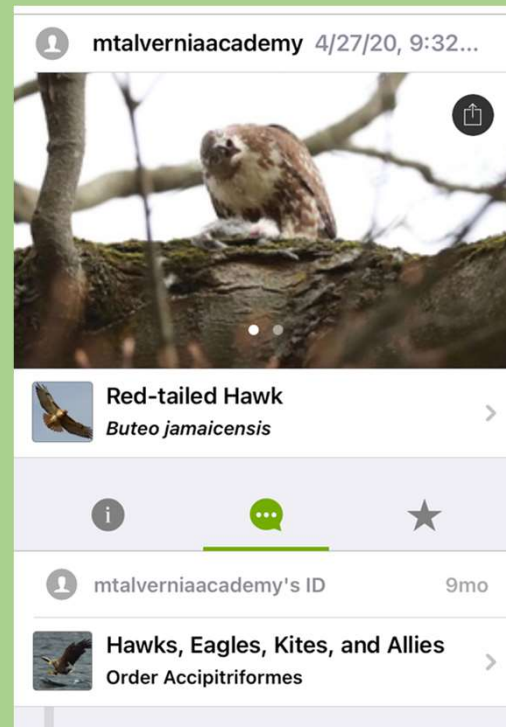 mtalverniaacademy 4/27/20, 9:32...
Red-tailed Hawk
Buteo jamaicensis
mtalverniaacademy's ID 9mo
Hawks, Eagles, Kites, and Allies
Order Accipitriformes